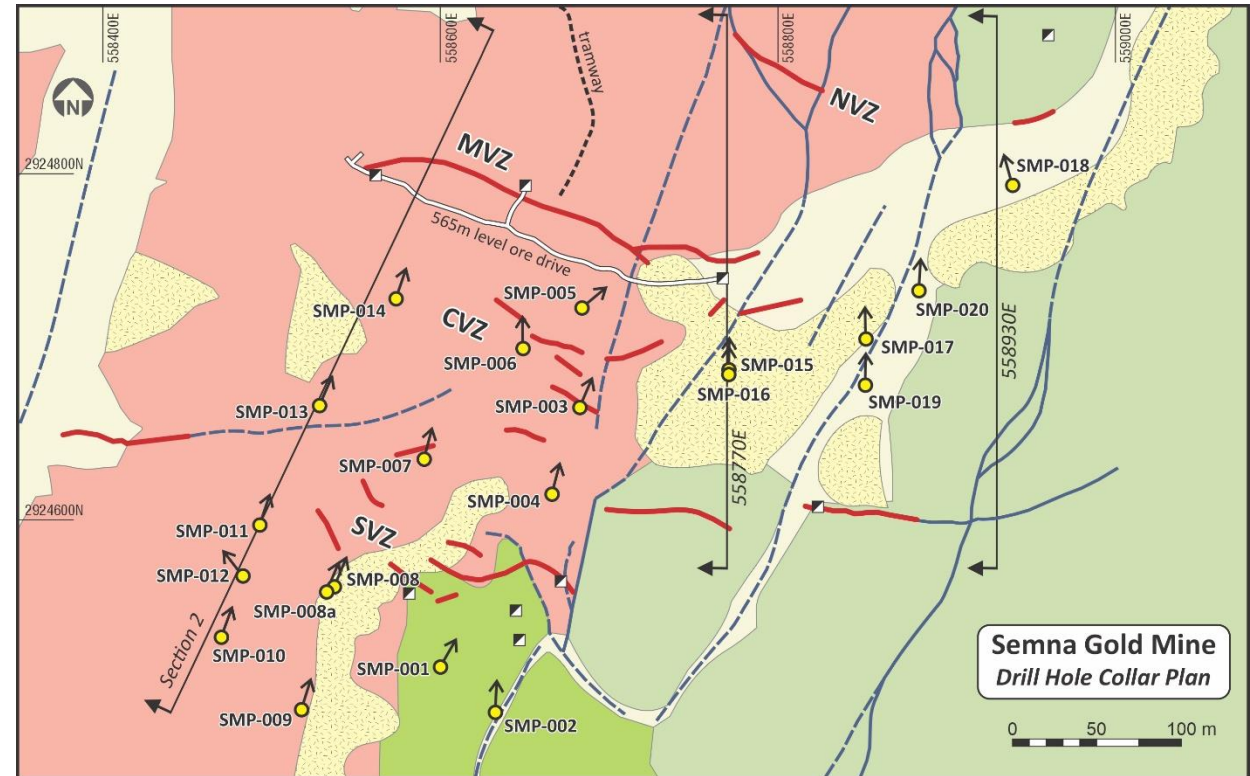 558400E
558600E
558800E
559000E
tramway
N
NVZ
MVZ
2924800N
SMP-018
565m level ore drive
SMP-005
SMP-014
CVZ
SMP-020
SMP-006
SMP-017
SMP-015
SMP-016
558930E
SMP-013
SMP-003
SMP-019
SMP-007
558770E
SMP-004
2924600N
SVZ
SMP-011
SMP-012
SMP-008
SMP-008a
Section 2
SMP-010
SMP-001
SMP-009
SMP-002
Semna Gold Mine
Drill Hole Collar Plan
0 50 100 m